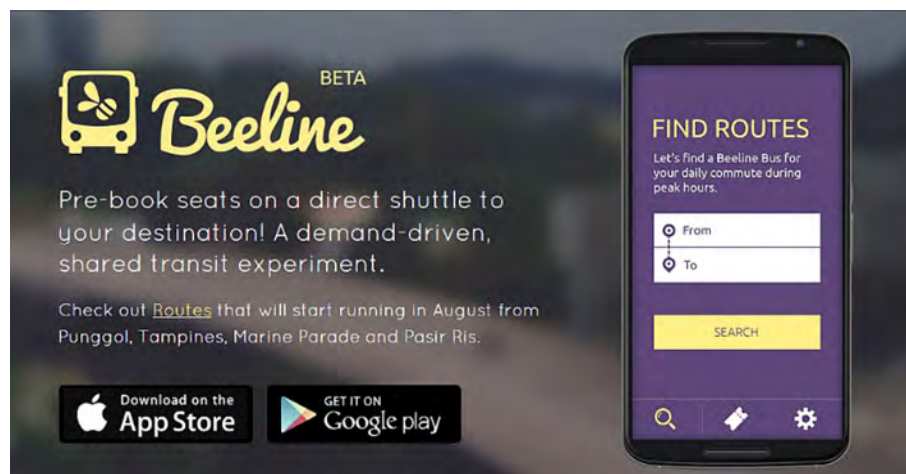 BETA
Beeline
Pre-book seats on a direct shuttle to
your destination! A demand-driven,
shared transit experiment.
Check out Routes that will start running in August from
Punggol, Tampines, Marine Parade and Pasir Ris.
Download on the
App Store
GET IT ON
Google play
FIND ROUTES
Let's find a Beeline Bus for
your daily commute during
peak hours.
From
To
SEARCH